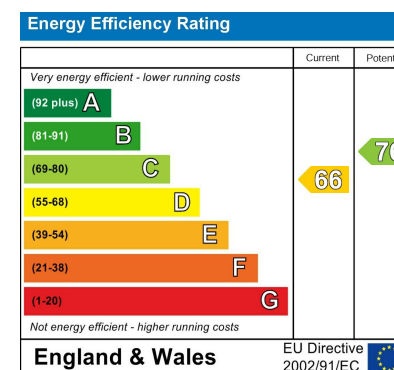 Energy Efficiency Rating
Current
Very energy efficient - lower running costs
(92 plus) A
(81-91) B
(69-80) C
(55-68) D
66
(39-54) E
(21-38) F
(1-20) G
Not energy efficient - higher running costs
England & Wales
EU Directive
2002/91/EC